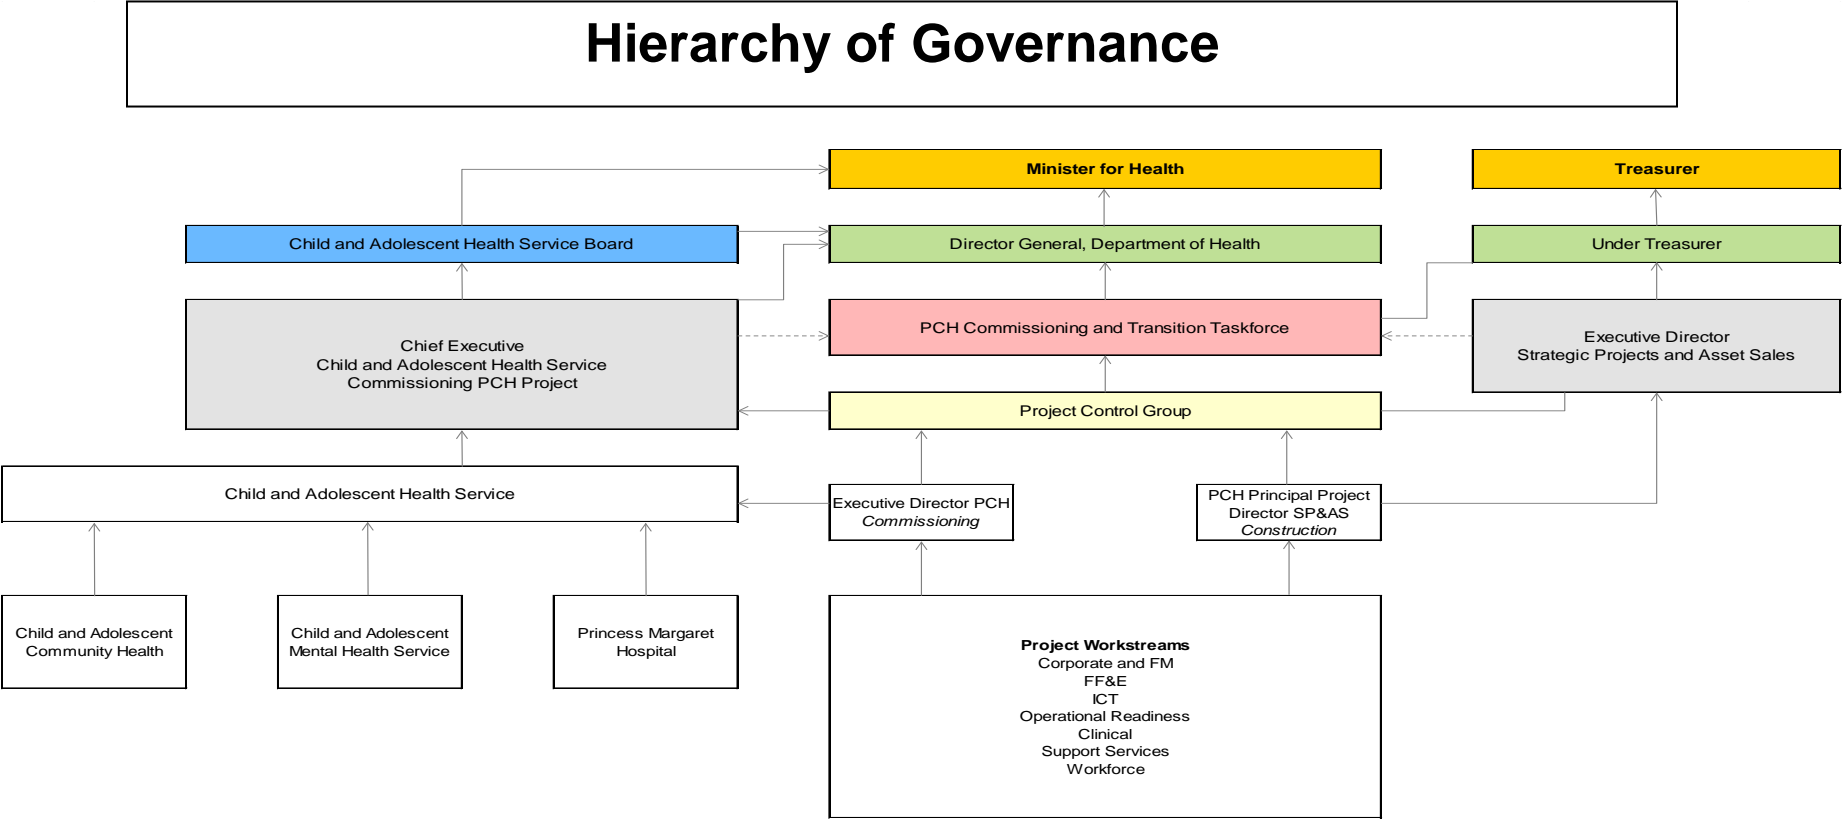 Hierarchy of Governance
Minister for Health
Treasurer
Child and Adolescent Health Service Board
Director General, Department of Health
Under Treasurer
Chief Executive
Child and Adolescent Health Service
Commissioning PCH Project
PCH Commissioning and Transition Taskforce
Executive Director
Strategic Projects and Asset Sales
Project Control Group
Child and Adolescent Health Service
Executive Director PCH
Commissioning
PCH Principal Project
Director SP&AS
Construction
Child and Adolescent
Community Health
Child and Adolescent
Mental Health Service
Princess Margaret
Hospital
Project Workstreams
Corporate and FM
FF&E
ICT
Operational Readiness
Clinical
Support Services
Workforce